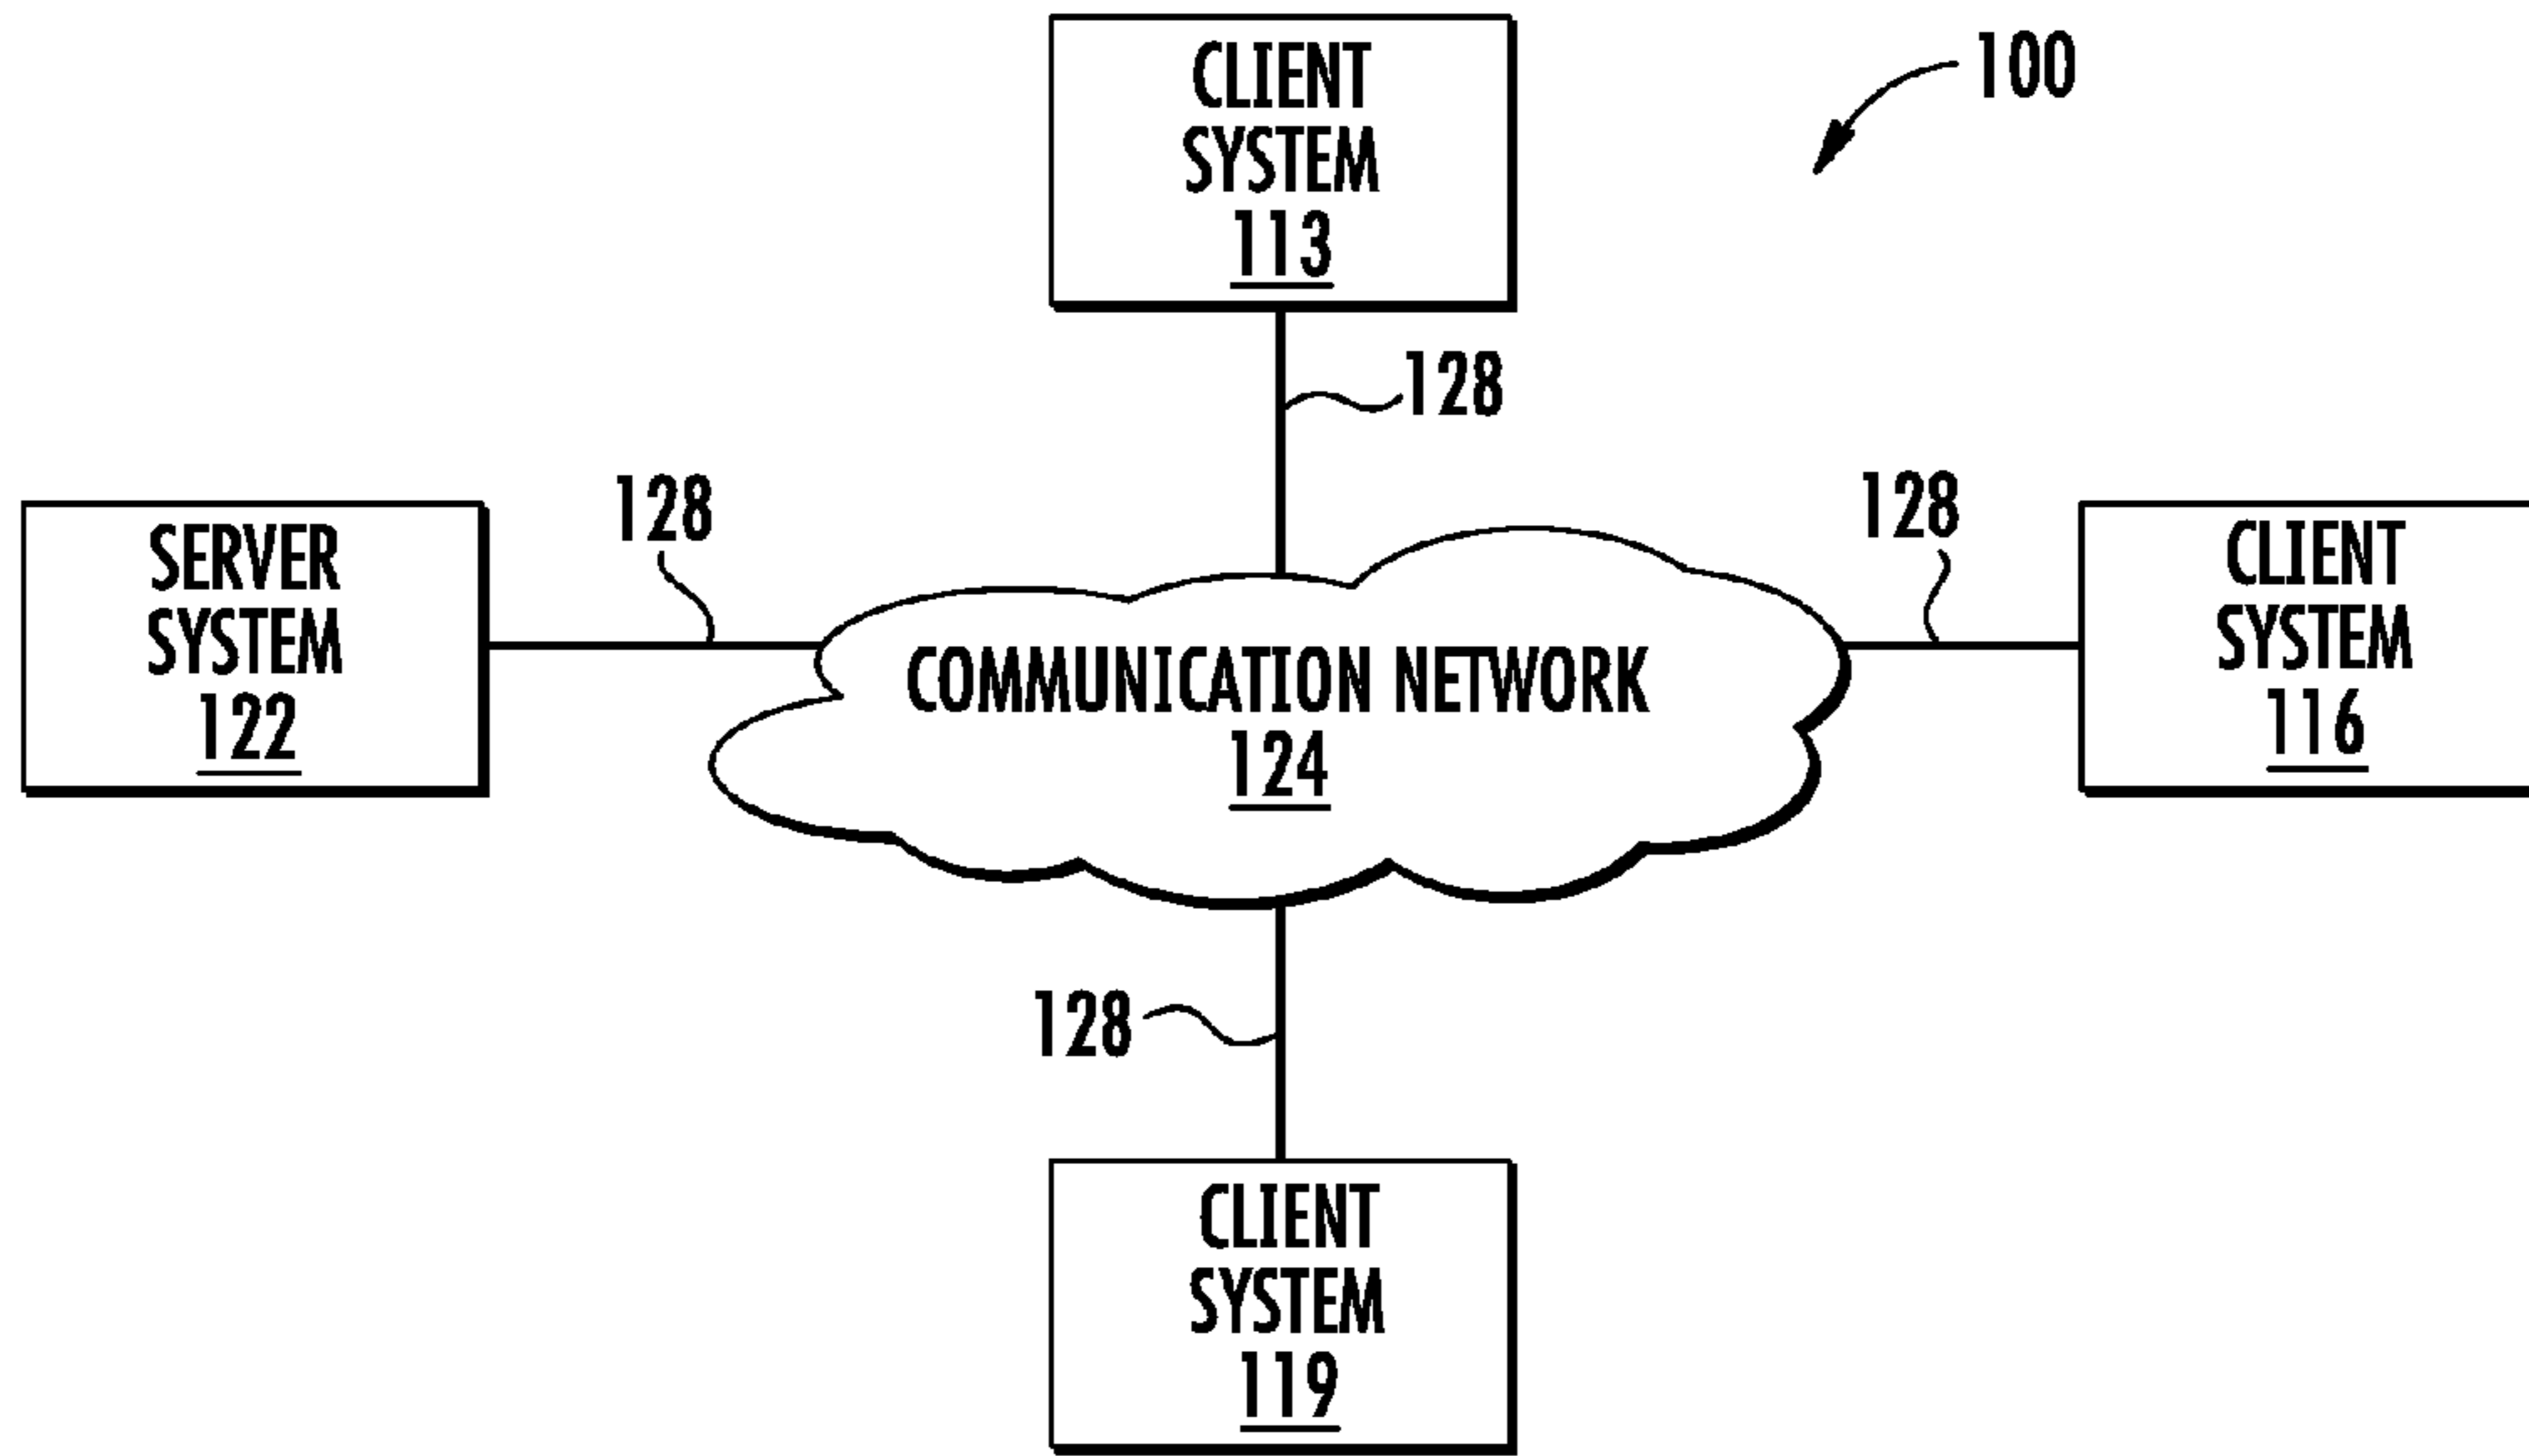 CLIENT
SYSTEM
113
100
128
SERVER
SYSTEM
122
128
COMMUNICATION NETWORK
124
128
CLIENT
SYSTEM
116
128
CLIENT
SYSTEM
119